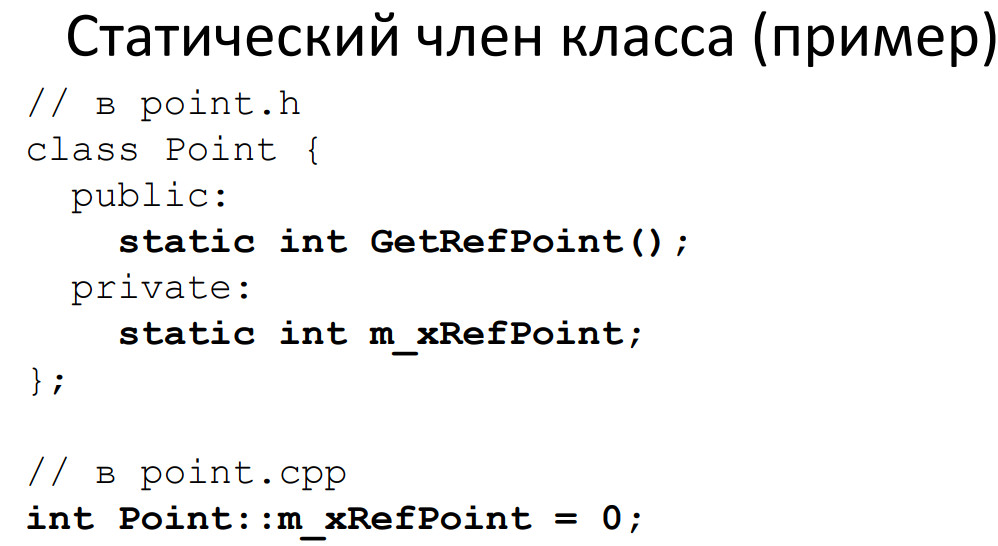 Статический член класса (пример)
// в point.h
class Point {
public:
static int GetRefPoint();
private:
static int m_xRefPoint;
};
// в point.cpp
int Point::m_xRefPoint = 0;